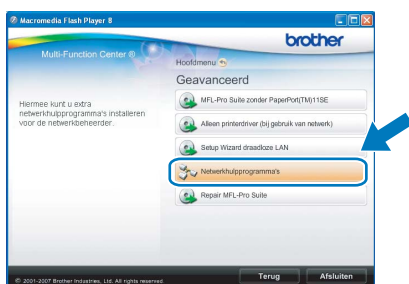 Macromedia Flash Player 8
brother
Multi-Function Center ®
Hoofdmenu
Geavanceerd
Hiermee kunt u extra
netwerkhulpprogramma's installeren
voor de netwerkbeheerder.
MFL-Pro Suite zonder PaperPort(TM)11SE
Alleen printerdriver (bij gebruik van netwerk)
Setup Wizard draadloze LAN
Netwerkhulpprogramma's
Repair MFL-Pro Suite
© 2001-2007 Brother Industries, Ltd. All rights reserved.
Terug
Afsluiten